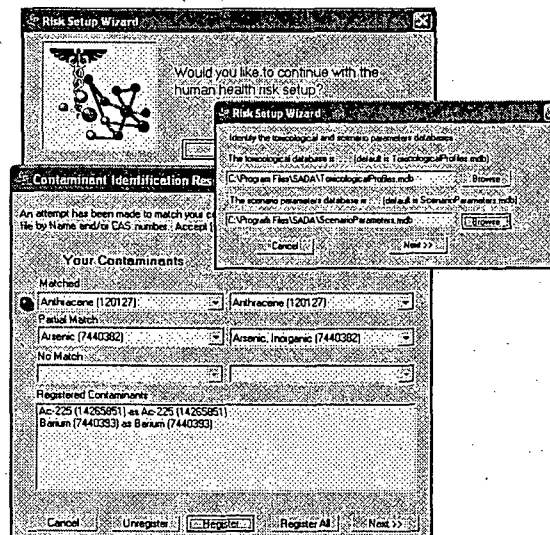 Risk Setup Wizard
Would you like to continue with the
human health risk setup?
Risk Setup Wizard
Identify the toxicological and scenario parameters databases
The toxicological database is (default is ToxicologicalProfiles.mdb)
C:\Program Files\SADA\ToxicologicalProfiles.mdb Browse
The scenario parameters database is (default is ScenarioParameters.mdb)
C:\Program Files\SADA\ScenarioParameters.mdb Browse
Cancel Next >>
Contaminant Identification Res
An attempt has been made to match your c
file by Name and/or CAS number. Accept
Your Contaminants
Matched
Anthracene (120127) Anthracene (120127)
Partial Match
Arsenic (7440382) Arsenic, Inorganic (7440382)
No Match
Registered Contaminants
Ac-225 (14265851) as Ac-225 (14265851)
Barium (7440393) as Barium (7440393)
Cancel Unregister Register Register All Next >>